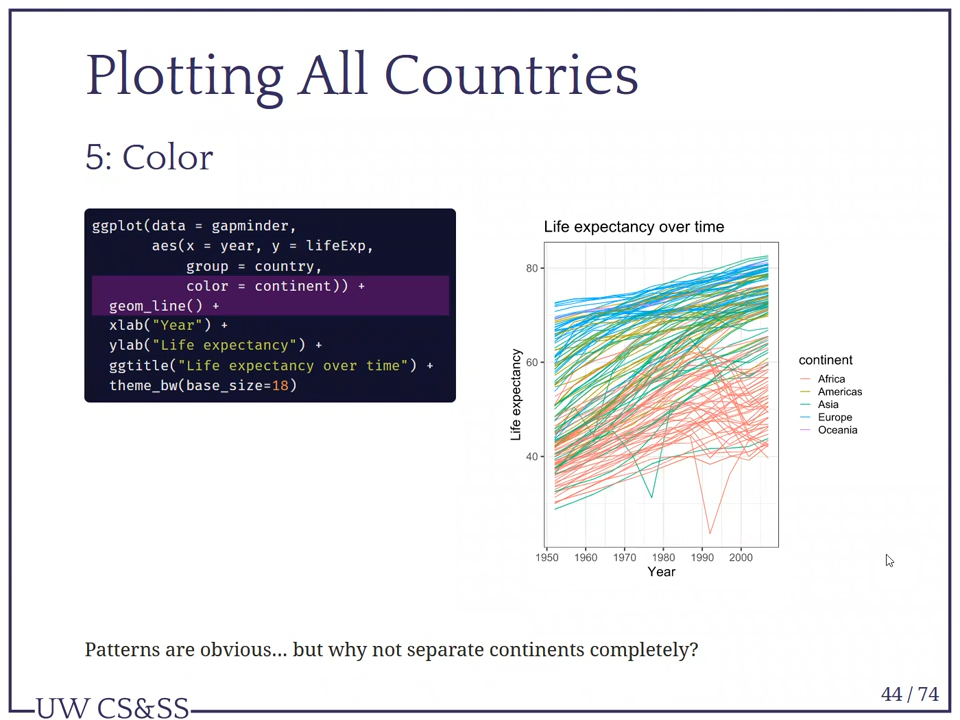 Plotting All Countries
5: Color
ggplot(data = gapminder,
aes(x = year, y = lifeExp,
group = country,
color = continent)) +
geom_line() +
xlab("Year") +
ylab("Life expectancy") +
ggtitle("Life expectancy over time") +
theme_bw(base_size=18)
Life expectancy over time
Life expectancy
80
60
40
1950 1960 1970 1980 1990 2000
Year
continent
Africa
Americas
Asia
Europe
Oceania
Patterns are obvious... but why not separate continents completely?
UW CS&SS
44 / 74